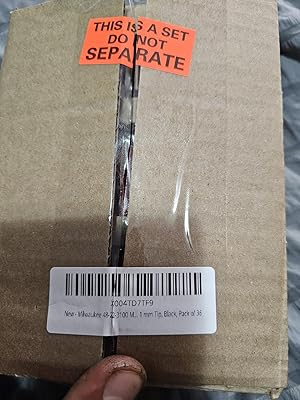 THIS IS A SET
DO NOT
SEPARATE
X004TD7TF9
New - Milwaukee 48-22-3100 M... 1 mm Tip, Black, Pack of 36